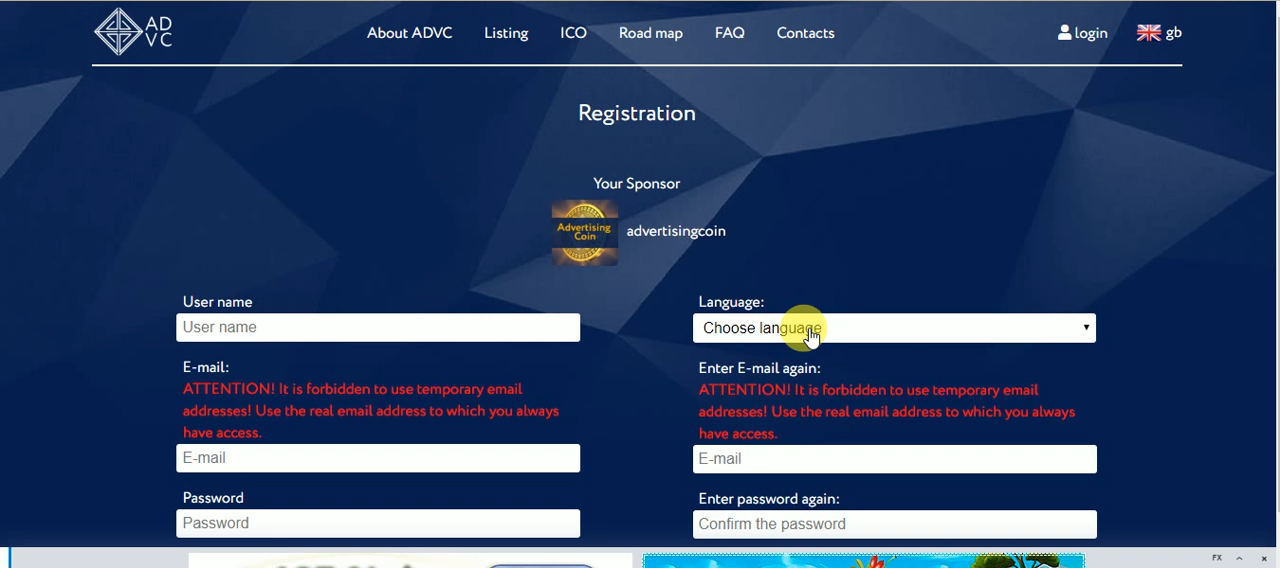 AD
VC
About ADVC
Listing
ICO
Road map
FAQ
Contacts
login
gb
Registration
Your Sponsor
Advertising
Coin
advertisingcoin
User name
User name
Language:
Choose language
E-mail:
ATTENTION! It is forbidden to use temporary email
addresses! Use the real email address to which you always
have access.
E-mail
Enter E-mail again:
ATTENTION! It is forbidden to use temporary email
addresses! Use the real email address to which you always
have access.
E-mail
Password
Password
Enter password again:
Confirm the password
FX